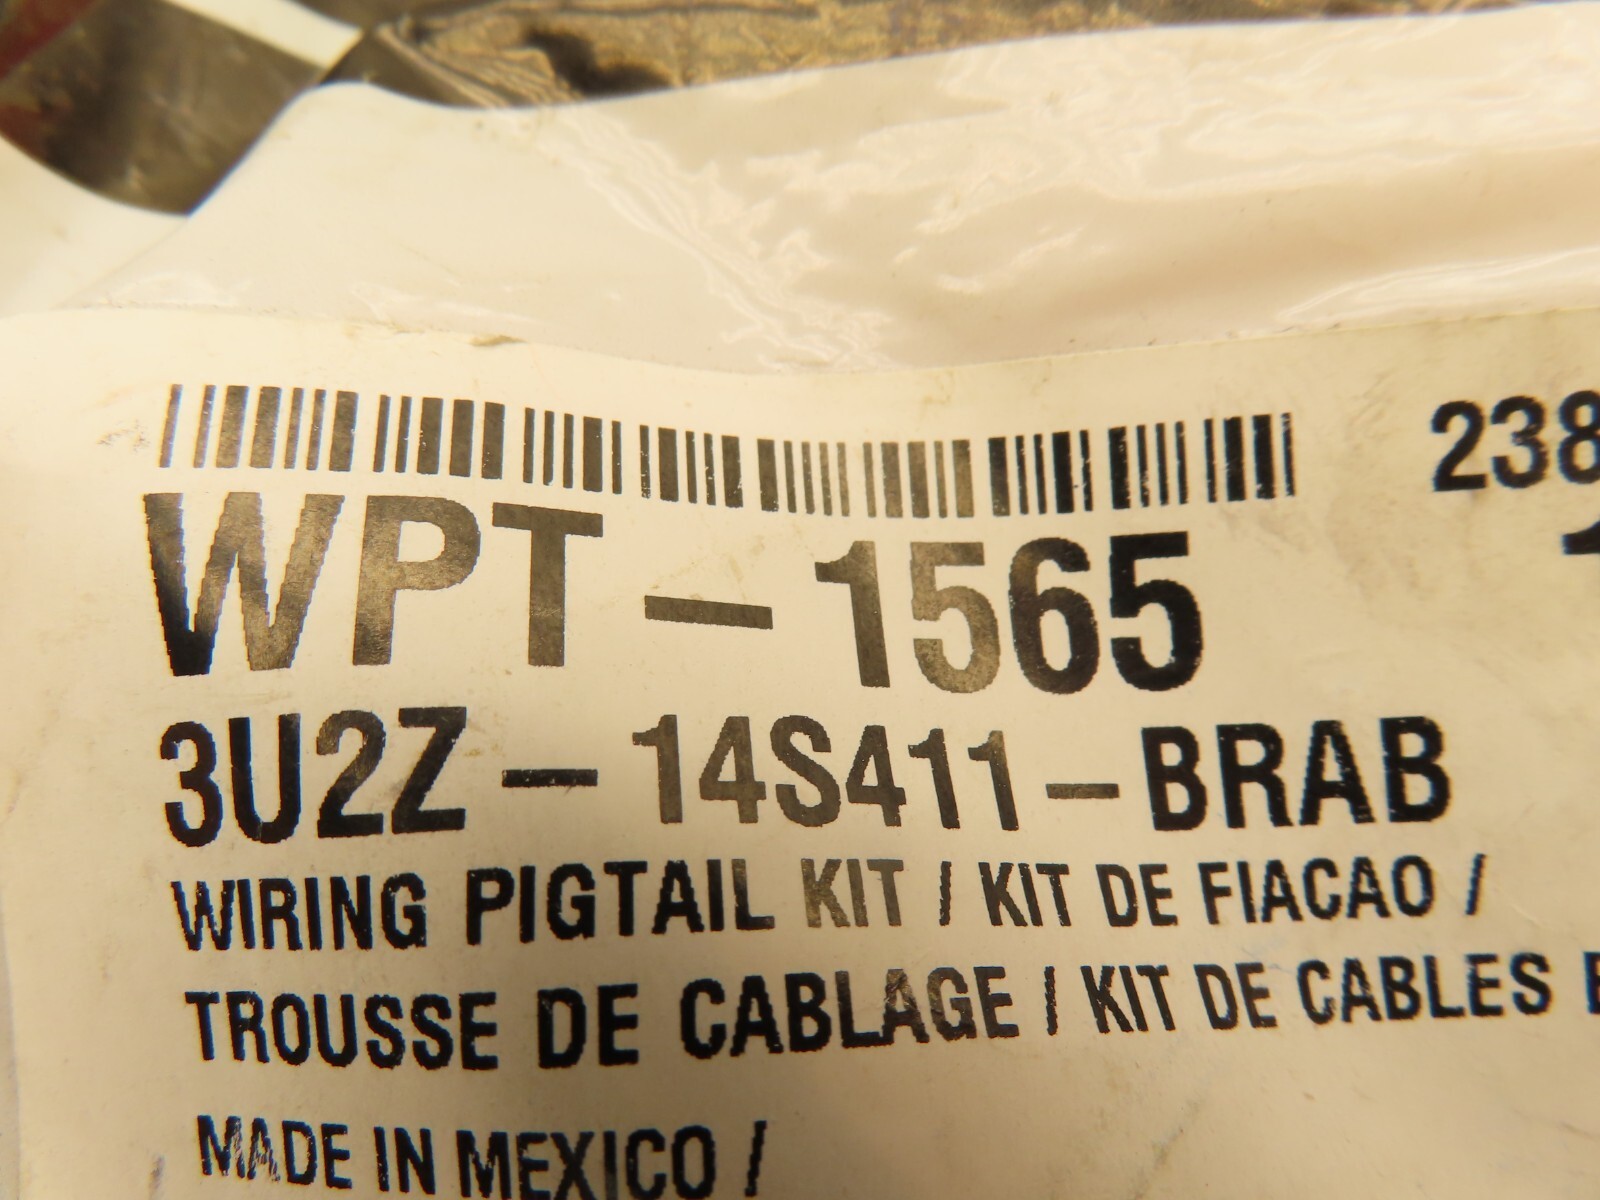 238
WPT-1565
3U2Z-14S411-BRAB
WIRING PIGTAIL KIT / KIT DE FIACAO /
TROUSSE DE CABLAGE / KIT DE CABLES
MADE IN MEXICO /